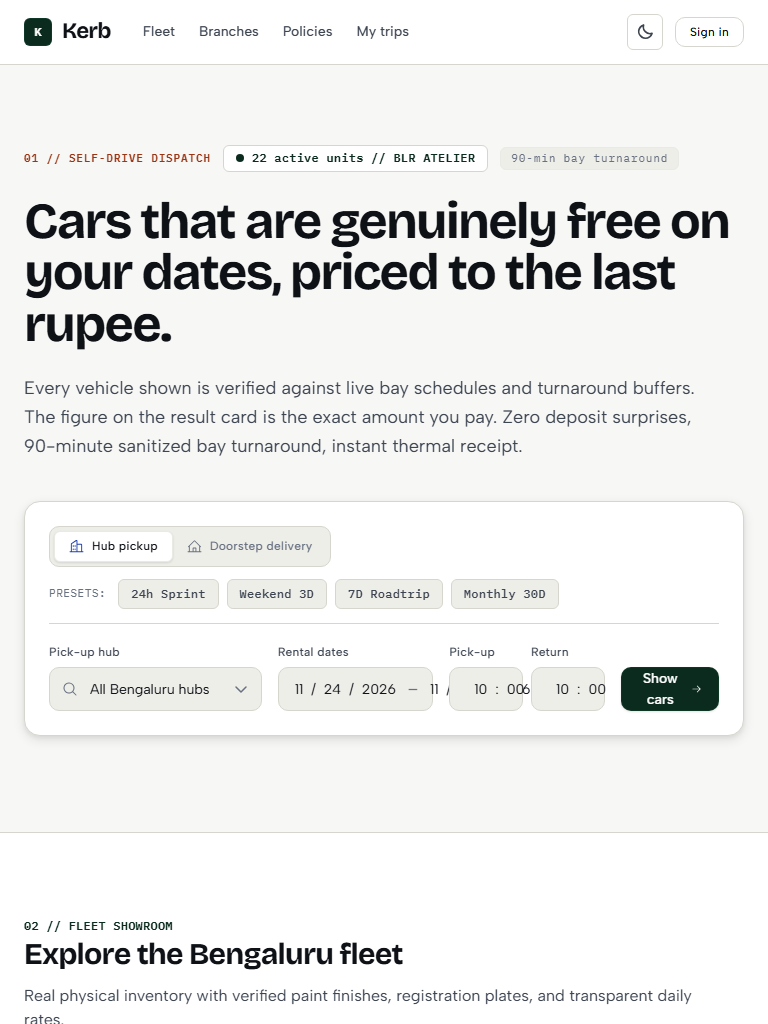 K Kerb Fleet Branches Policies My trips Sign in
01 // SELF-DRIVE DISPATCH 22 active units // BLR ATELIER 90-min bay turnaround
Cars that are genuinely free on
your dates, priced to the last
rupee.
Every vehicle shown is verified against live bay schedules and turnaround buffers.
The figure on the result card is the exact amount you pay. Zero deposit surprises,
90-minute sanitized bay turnaround, instant thermal receipt.
Hub pickup Doorstep delivery
PRESETS: 24h Sprint Weekend 3D 7D Roadtrip Monthly 30D
Pick-up hub Rental dates Pick-up Return
All Bengaluru hubs 11 / 24 / 2026 – 11 / 10 : 00 10 : 00 Show cars
02 // FLEET SHOWROOM
Explore the Bengaluru fleet
Real physical inventory with verified paint finishes, registration plates, and transparent daily
rates.